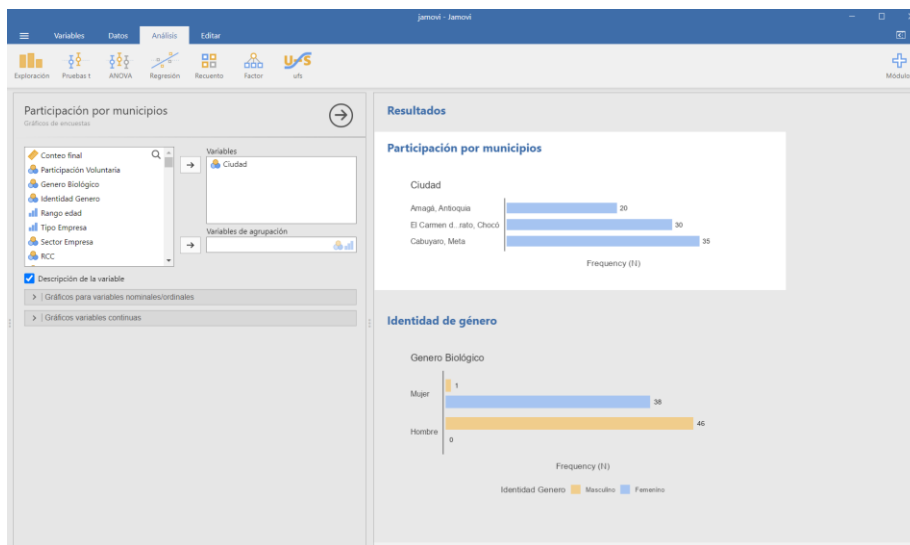 jamovi - Jamovi
Variables Datos Análisis Editar
Exploración Pruebas t ANOVA Regresión Recuento Factor ufs Módulos
Participación por municipios
Gráficos de encuestas
Conteo final
Participación Voluntaria
Genero Biológico
Identidad Genero
Rango edad
Tipo Empresa
Sector Empresa
RCC
Variables
Ciudad
Variables de agrupación
Descripción de la variable
| Gráficos para variables nominales/ordinales
| Gráficos variables continuas
Resultados
Participación por municipios
Ciudad
Amagá, Antioquia 20
El Carmen d...rato, Chocó 30
Cabuyaro, Meta 35
Frequency (N)
Identidad de género
Genero Biológico
1
Mujer
38
46
Hombre
0
Frequency (N)
Identidad Genero Masculino Femenino